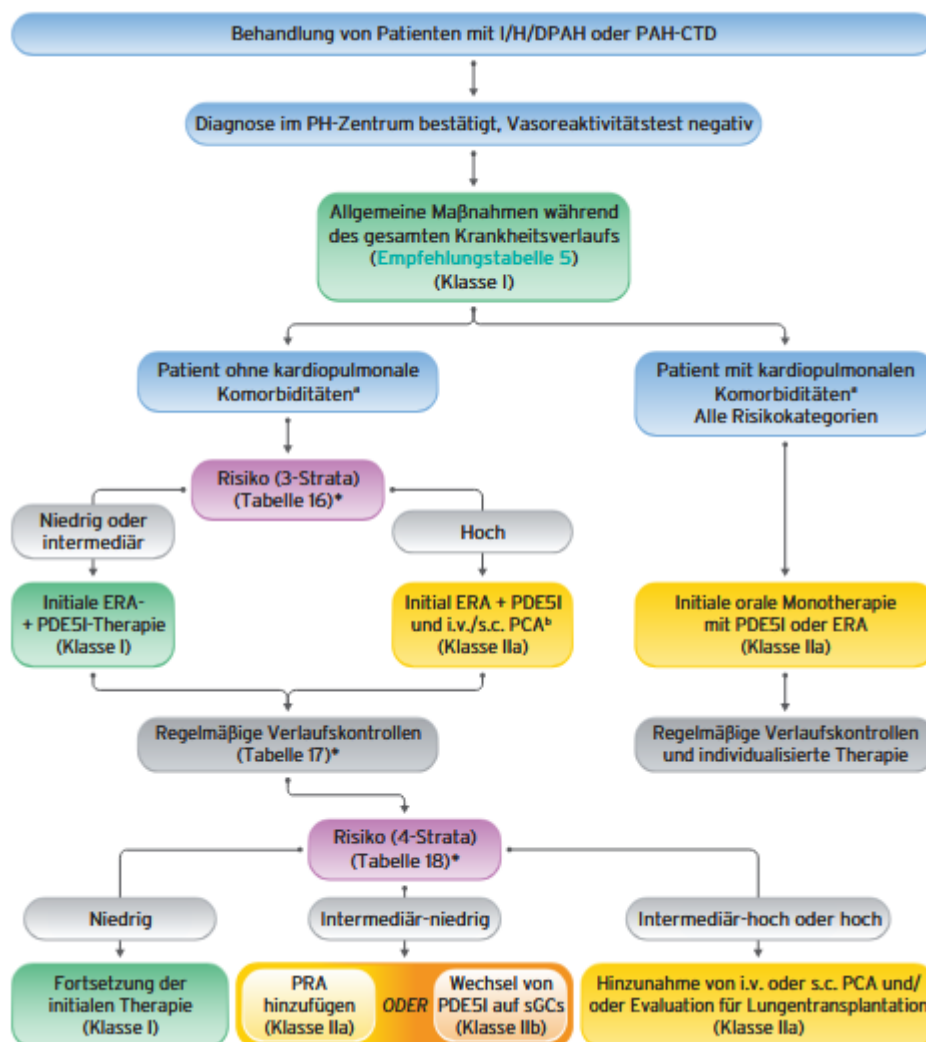 Behandlung von Patienten mit I/H/DPAH oder PAH-CTD
Diagnose im PH-Zentrum bestätigt, Vasoreaktivitätstest negativ
Allgemeine Maßnahmen während
des gesamten Krankheitsverlaufs
(Empfehlungstabelle 5)
(Klasse I)
Patient ohne kardiopulmonale
Komorbiditätenª
Patient mit kardiopulmonalen
Komorbiditätenª
Alle Risikokategorien
Risiko (3-Strata)
(Tabelle 16)*
Niedrig oder
intermediär
Hoch
Initiale ERA-
+ PDE5I-Therapie
(Klasse I)
Initial ERA + PDE5I
und i.v./s.c. PCAᵇ
(Klasse IIa)
Initiale orale Monotherapie
mit PDE5I oder ERA
(Klasse IIa)
Regelmäßige Verlaufskontrollen
(Tabelle 17)*
Regelmäßige Verlaufskontrollen
und individualisierte Therapie
Risiko (4-Strata)
(Tabelle 18)*
Niedrig
Intermediär-niedrig
Intermediär-hoch oder hoch
Fortsetzung der
initialen Therapie
(Klasse I)
PRA
hinzufügen
(Klasse IIa)
ODER
Wechsel von
PDE5I auf sGCs
(Klasse IIb)
Hinzunahme von i.v. oder s.c. PCA und/
oder Evaluation für Lungentransplantation
(Klasse IIa)